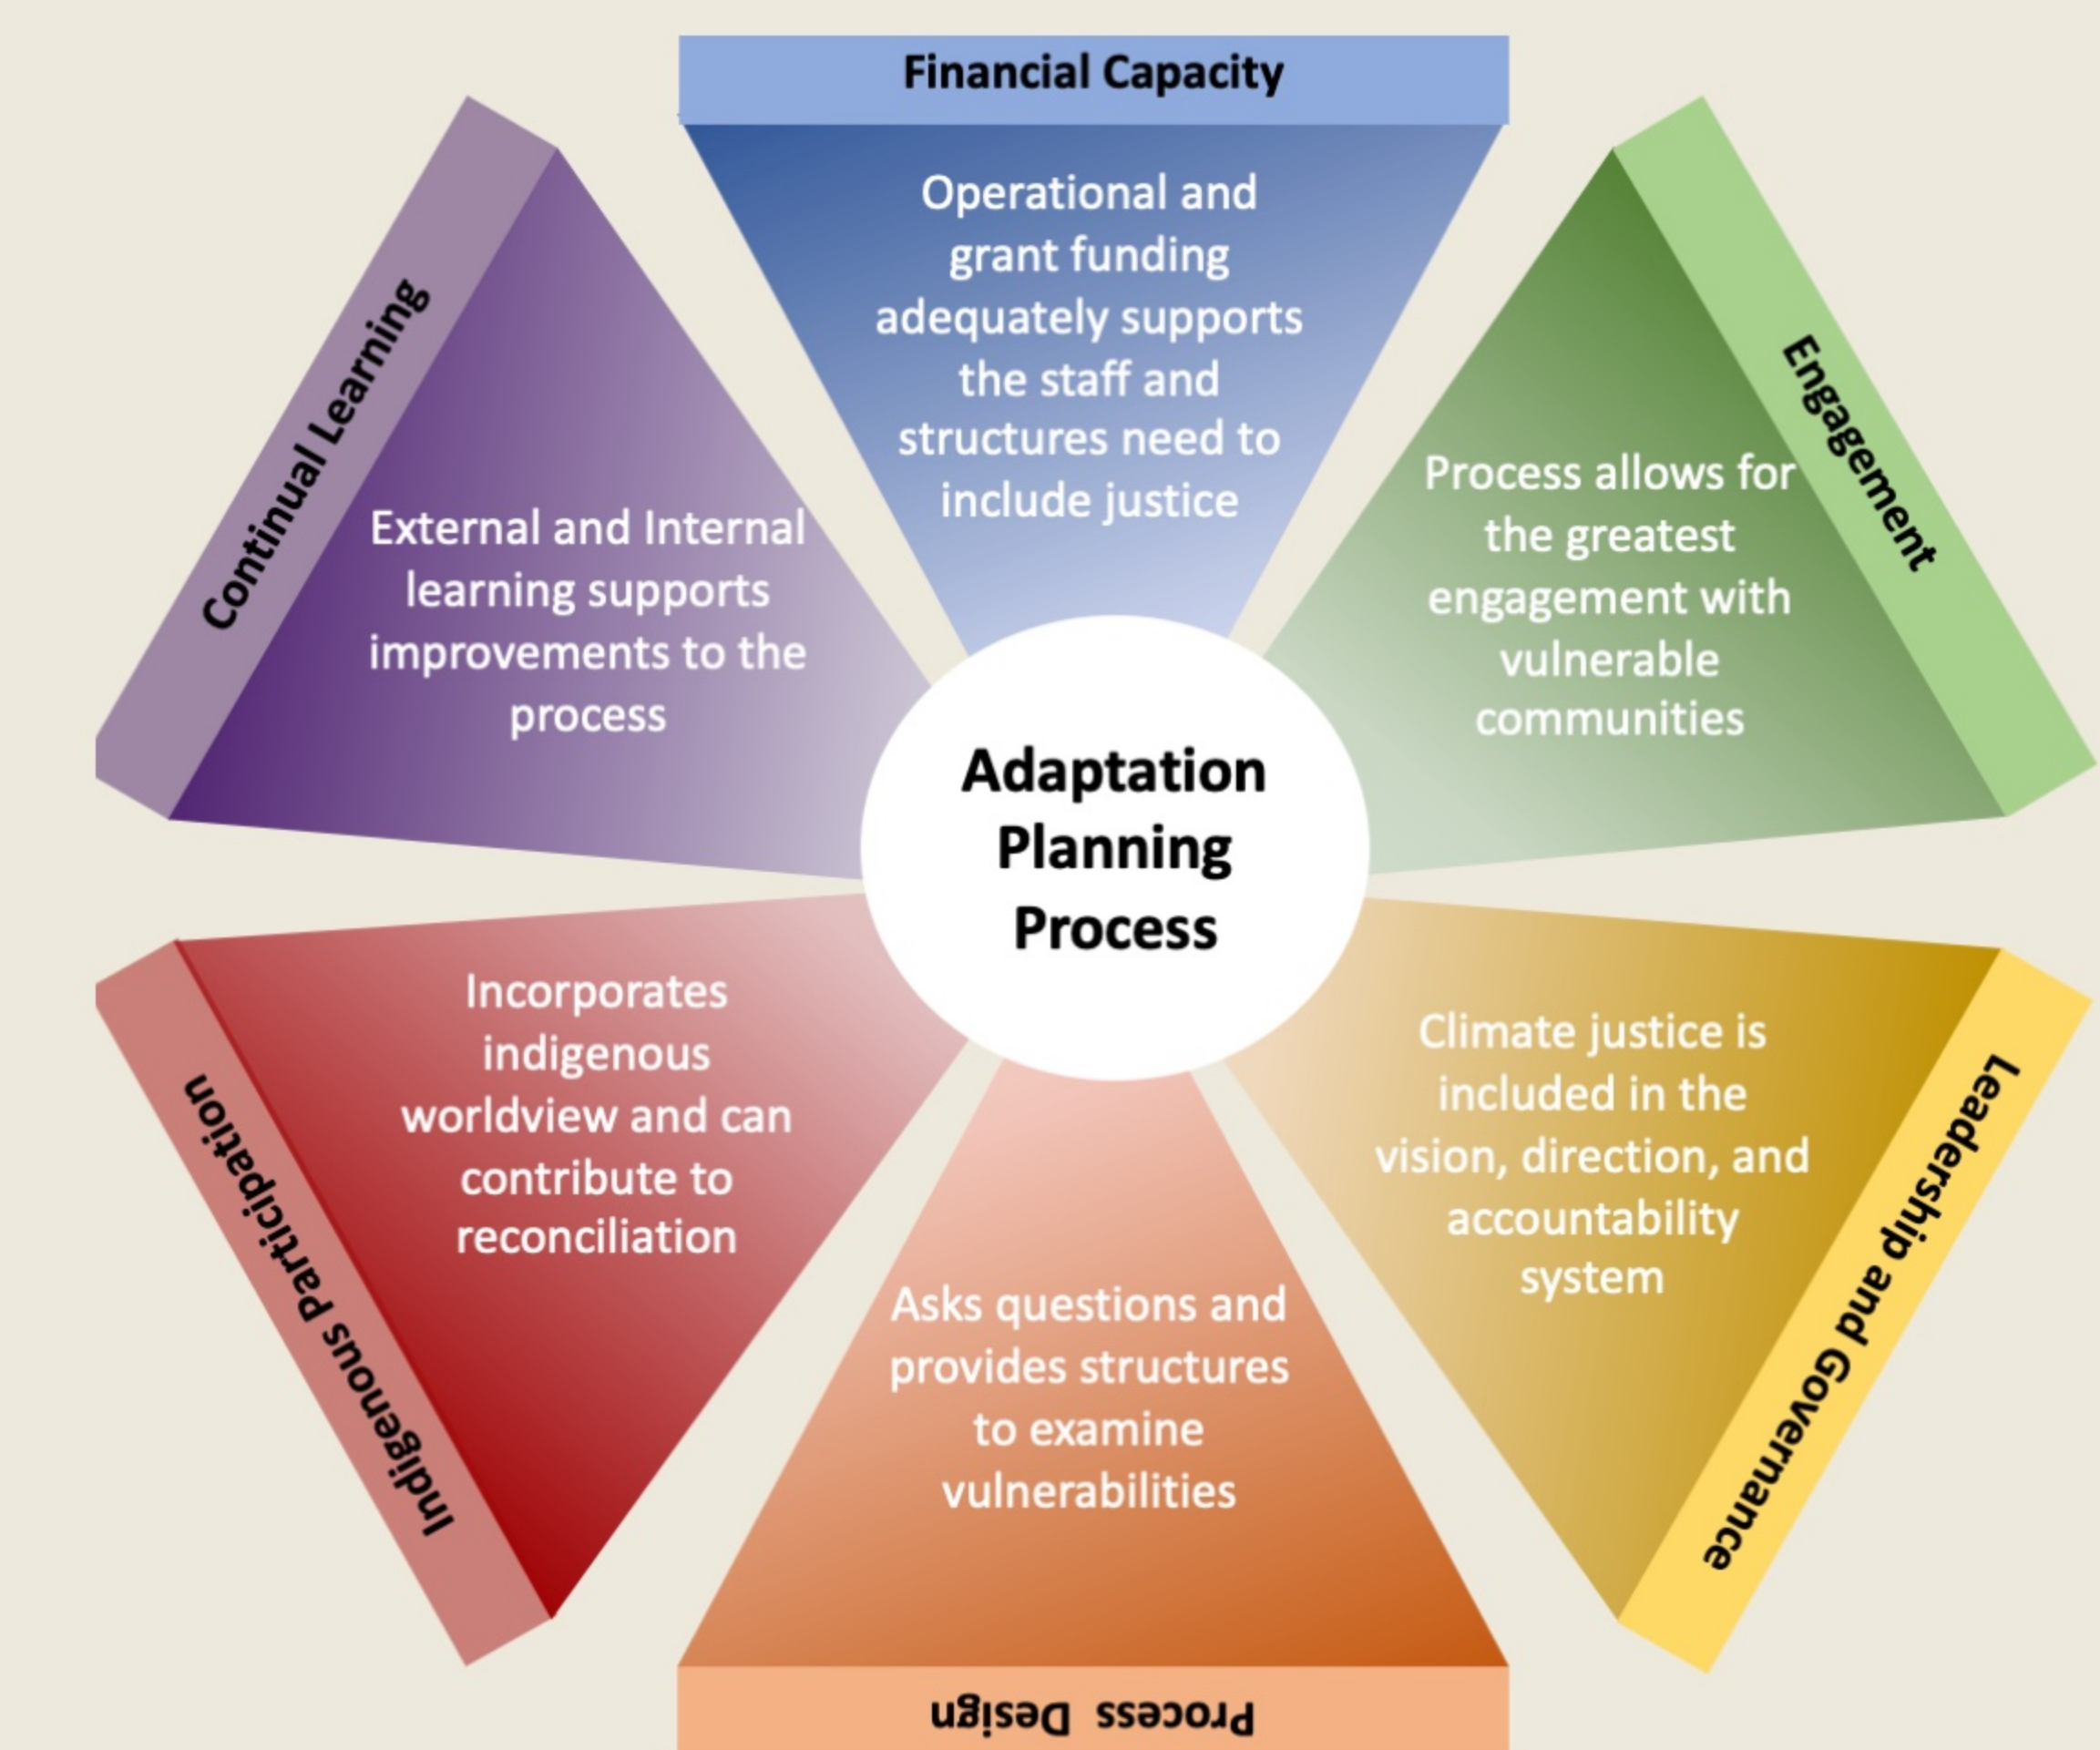 Financial Capacity
Operational and
grant funding
adequately supports
the staff and
structures need to
include justice
Engagement
Process allows for
the greatest
engagement with
vulnerable
communities
Leadership and Governance
Climate justice is
included in the
vision, direction, and
accountability
system
Process Design
Asks questions and
provides structures
to examine
vulnerabilities
Indigenous Participation
Incorporates
indigenous
worldview and can
contribute to
reconciliation
Continual Learning
External and Internal
learning supports
improvements to the
process
Adaptation
Planning
Process